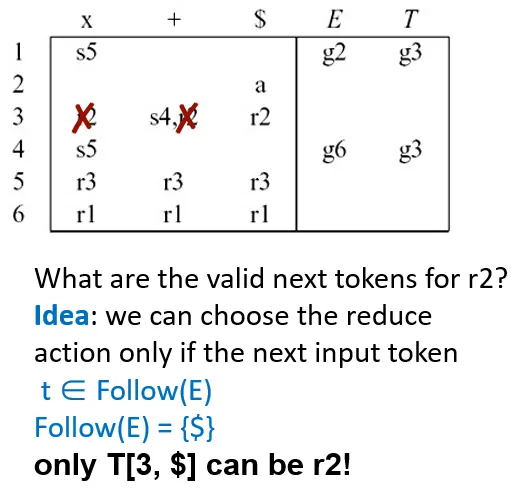 x + $ E T
1 s5 g2 g3
2 a
3 r2 s4,r2 r2
4 s5 g6 g3
5 r3 r3 r3
6 r1 r1 r1
What are the valid next tokens for r2?
Idea: we can choose the reduce
action only if the next input token
t ∈ Follow(E)
Follow(E) = {$}
only T[3, $] can be r2!